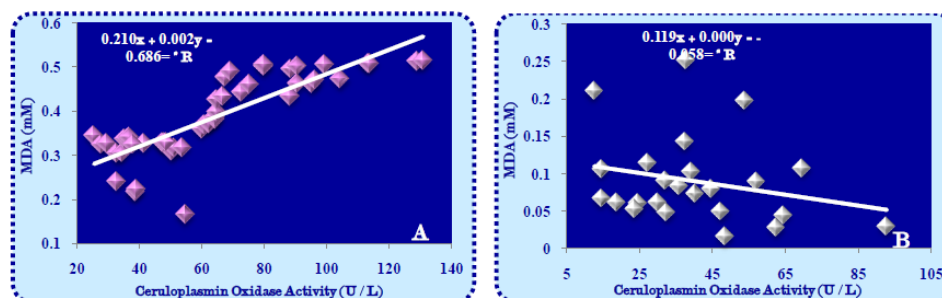 0.210x + 0.002y =
0.686= ² R
0.6
0.5
0.4
0.3
0.2
0.1
MDA (mM)
A
20 40 60 80 100 120 140
Ceruloplasmin Oxidase Activity (U / L)
0.119x + 0.000y = -
0.058= ² R
0.3
0.25
0.2
0.15
0.1
0.05
0
MDA (mM)
B
5 25 45 65 85 105
Ceruloplasmin Oxidase Activity (U / L)